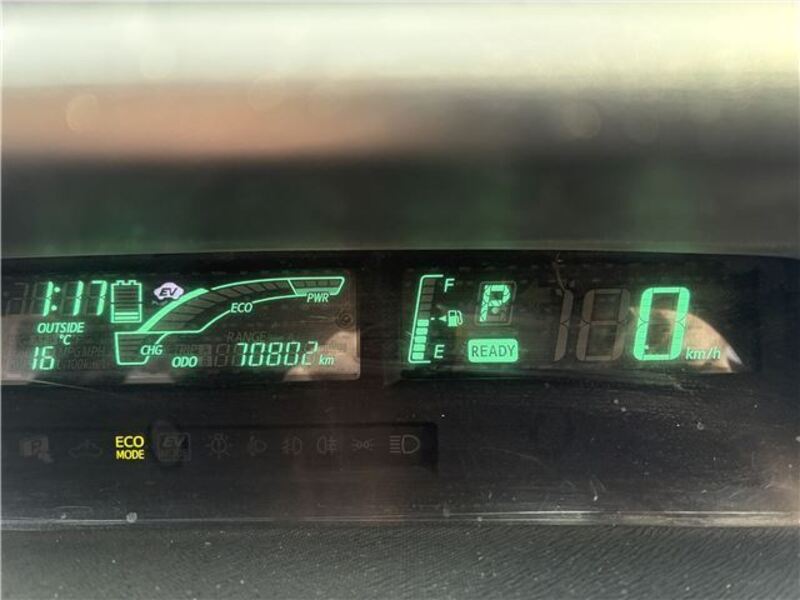 1:17
EV
OUTSIDE
°C
16
CHG
ECO
PWR
RANGE
ODO 70802 km
F
E
P
READY
0 km/h
ECO
MODE
EV